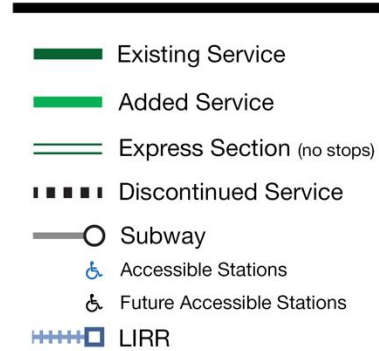 Existing Service
Added Service
Express Section (no stops)
Discontinued Service
Subway
Accessible Stations
Future Accessible Stations
LIRR